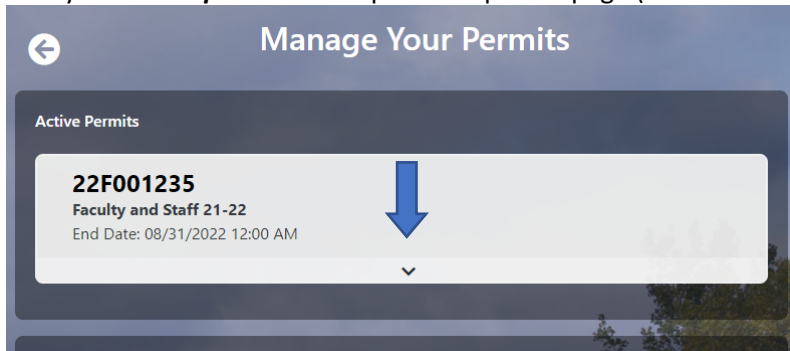 Manage Your Permits
Active Permits
22F001235
Faculty and Staff 21-22
End Date: 08/31/2022 12:00 AM